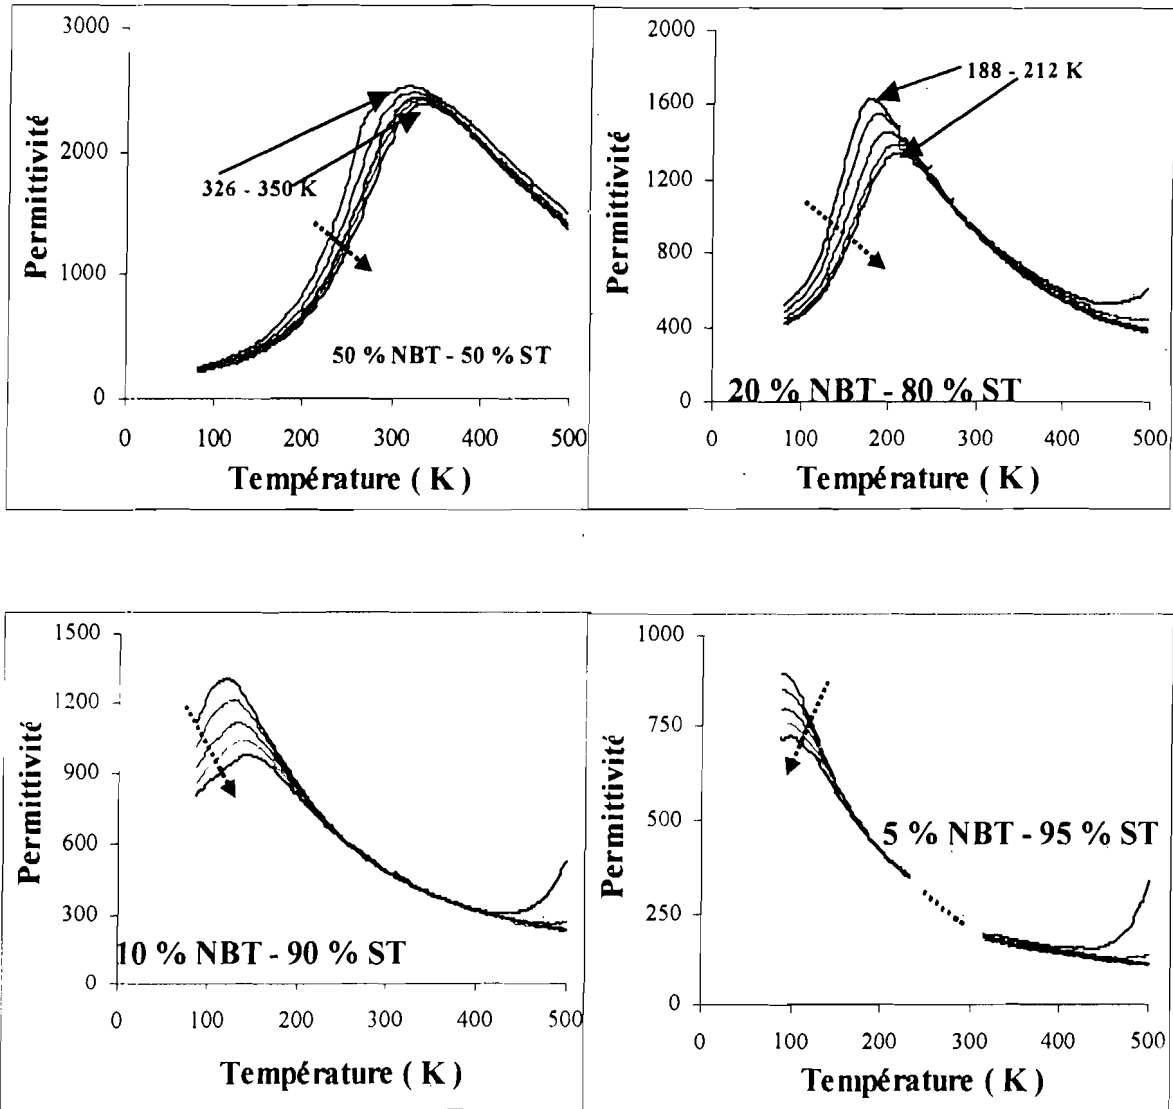 3000
2000
1000
0
Permittivité
326 - 350 K
50 % NBT - 50 % ST
0 100 200 300 400 500
Température ( K )
2000
1600
1200
800
400
0
Permittivité
188 - 212 K
20 % NBT - 80 % ST
0 100 200 300 400 500
Température ( K )
1500
1200
900
600
300
0
Permittivité
10 % NBT - 90 % ST
0 100 200 300 400 500
Température ( K )
1000
750
500
250
0
Permittivité
5 % NBT - 95 % ST
0 100 200 300 400 500
Température ( K )